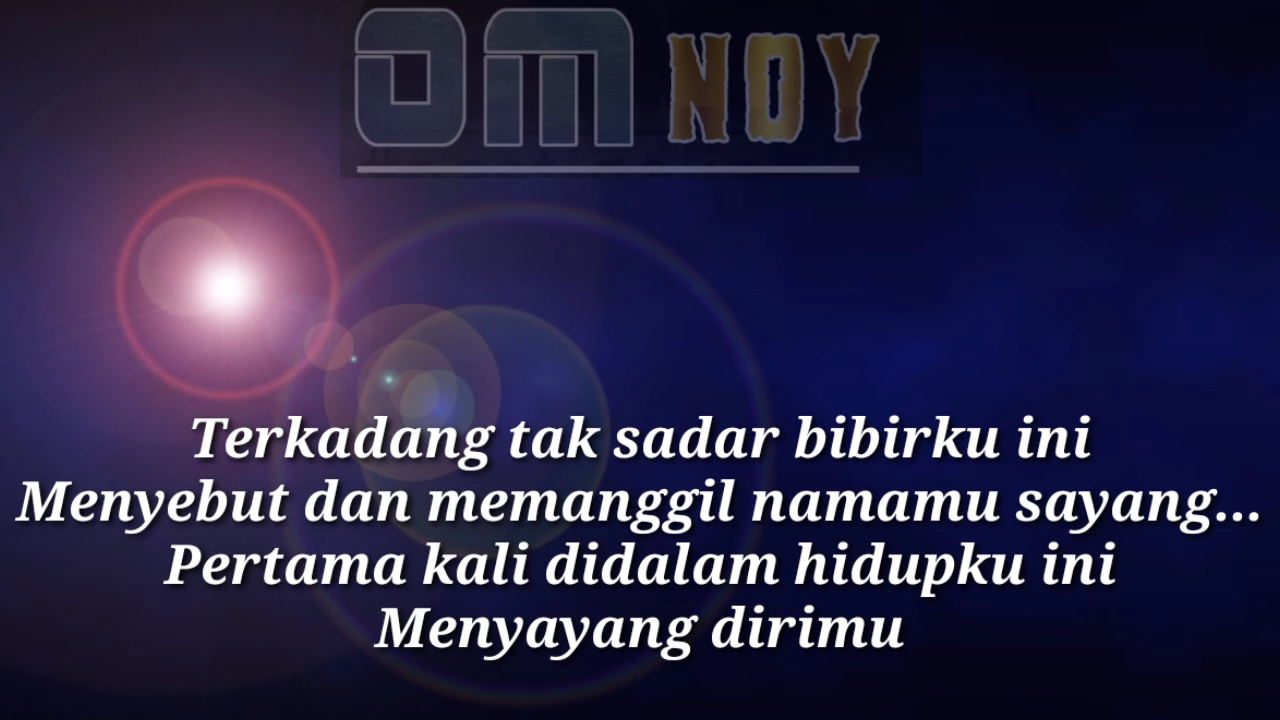 OM NOY
Terkadang tak sadar bibirku ini
Menyebut dan memanggil namamu sayang...
Pertama kali didalam hidupku ini
Menyayang dirimu